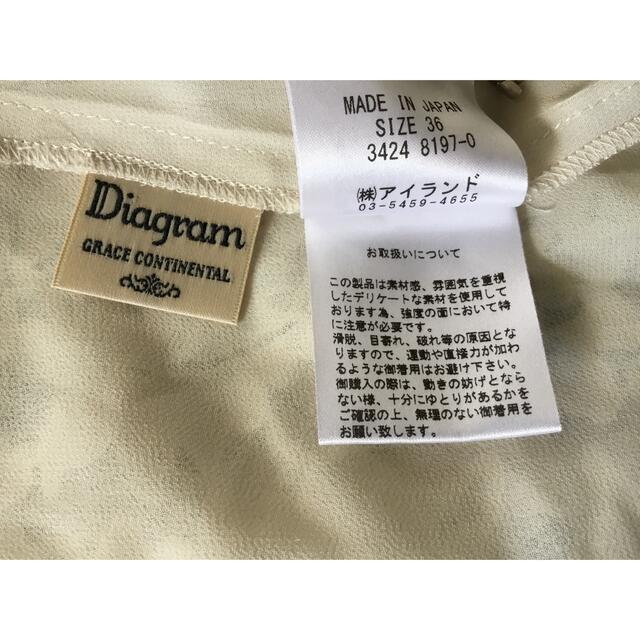 Diagram
GRACE CONTINENTAL
MADE IN JAPAN
SIZE 36
3424 8197-0
㈱アイランド
03-5459-4655
お取扱いについて
この製品は素材感、雰囲気を重視
したデリケートな素材を使用して
おります為、強度の面において特
に注意が必要です。
滑脱、目寄れ、破れ等の原因とな
りますので、運動や直接力が加わ
るような御着用はお避け下さい。
御購入の際は、動きの妨げとなら
ない様、十分にゆとりがあるかを
ご確認の上、無理のない御着用を
お願い致します。